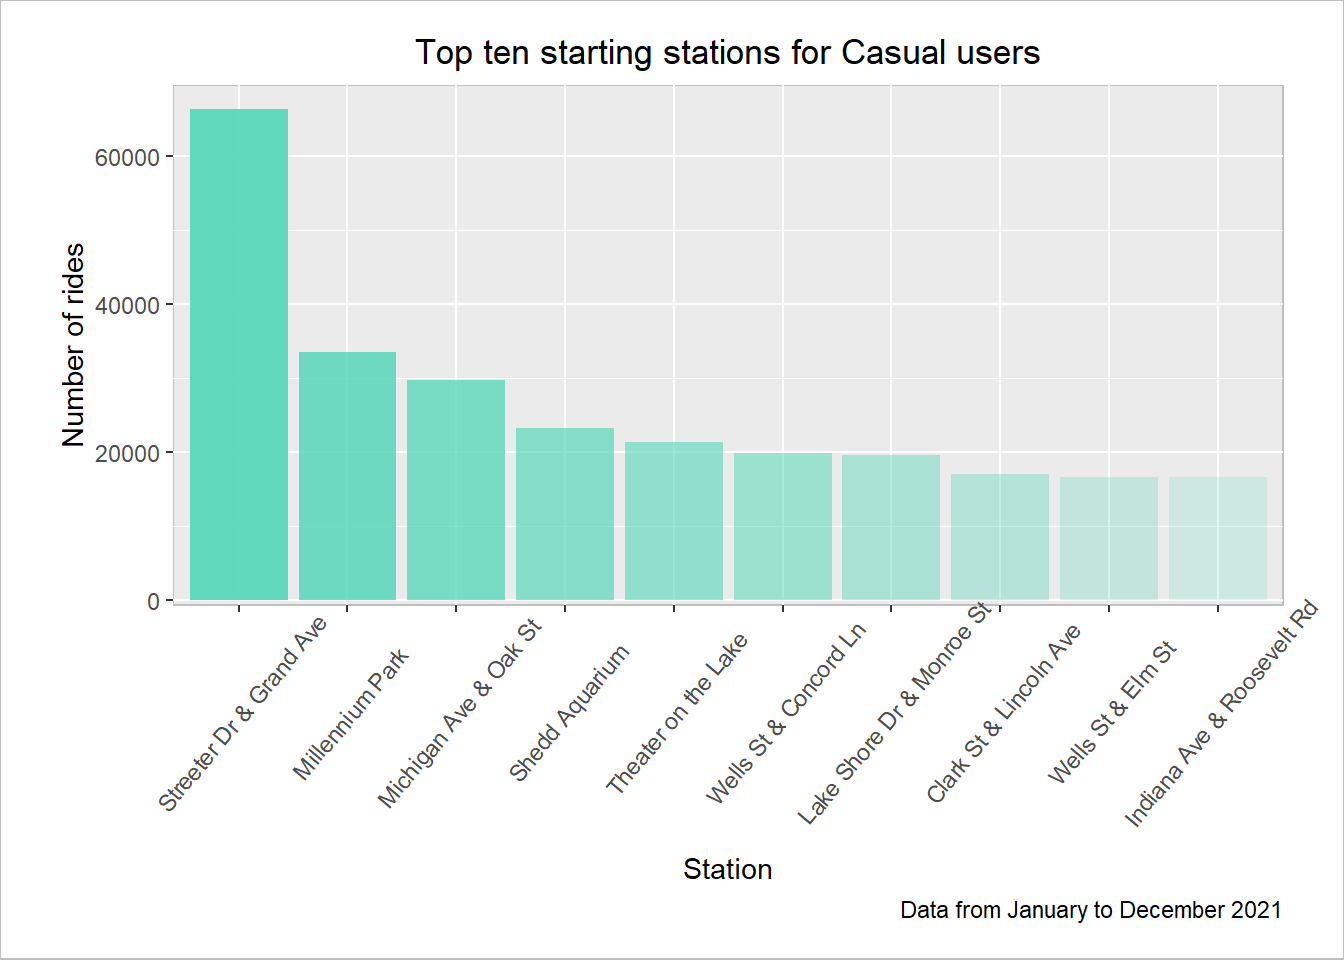 Top ten starting stations for Casual users
Number of rides
60000
40000
20000
0
Streeter Dr & Grand Ave
Millennium Park
Michigan Ave & Oak St
Shedd Aquarium
Theater on the Lake
Wells St & Concord Ln
Lake Shore Dr & Monroe St
Clark St & Lincoln Ave
Wells St & Elm St
Indiana Ave & Roosevelt Rd
Station
Data from January to December 2021